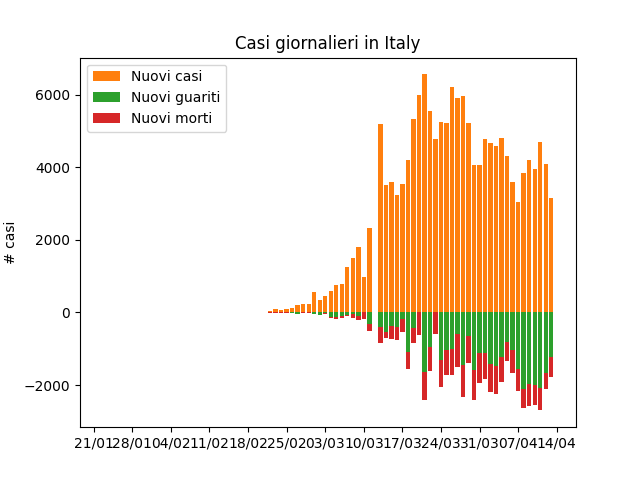 Casi giornalieri in Italy
Nuovi casi
Nuovi guariti
Nuovi morti
# casi
6000
4000
2000
0
−2000
21/01 28/01 04/02 11/02 18/02 25/02 03/03 10/03 17/03 24/03 31/03 07/04 14/04